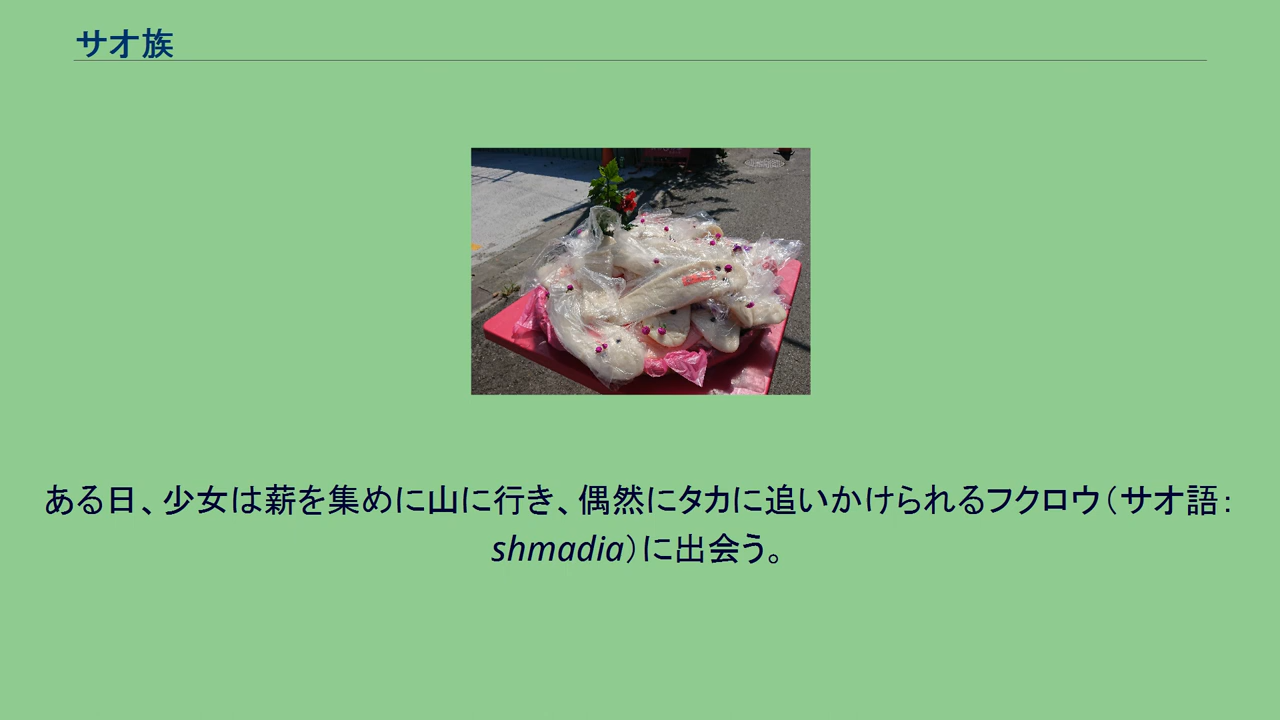 サオ族
ある日、少女は薪を集めに山に行き、偶然にタカに追いかけられるフクロウ（サオ語：
shmadia）に出会う。